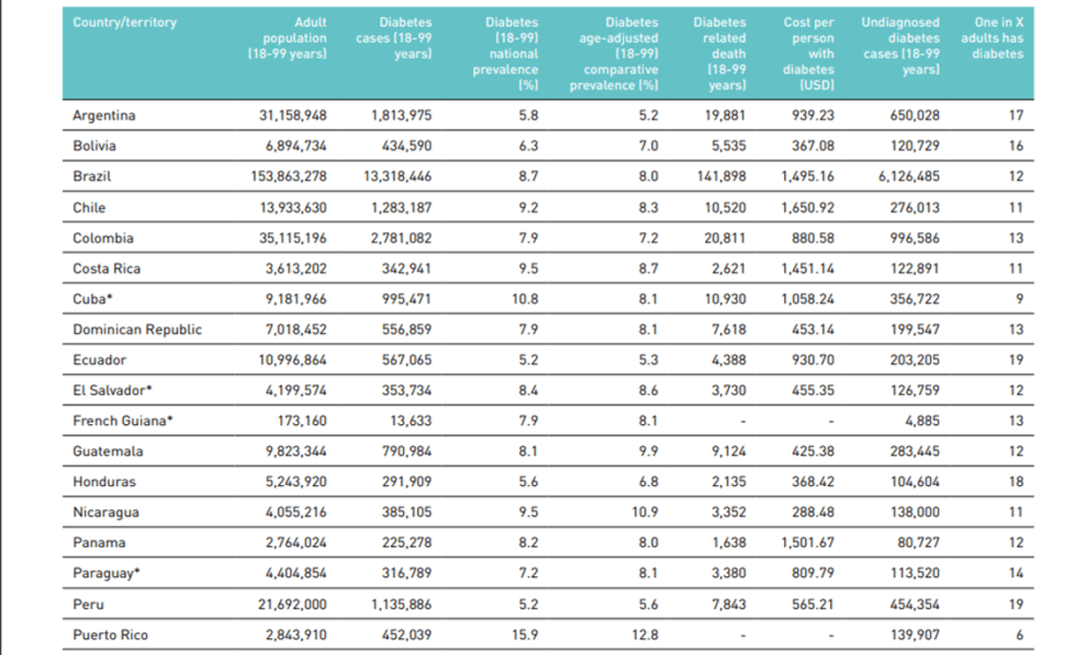 Country/territory Adult population (18-99 years) Diabetes cases (18-99 years) Diabetes (18-99) national prevalence (%) Diabetes age-adjusted (18-99) comparative prevalence (%) Diabetes related death (18-99 years) Cost per person with diabetes (USD) Undiagnosed diabetes cases (18-99 years) One in X adults has diabetes
Argentina 31,158,948 1,813,975 5.8 5.2 19,881 939.23 650,028 17
Bolivia 6,894,734 434,590 6.3 7.0 5,535 367.08 120,729 16
Brazil 153,863,278 13,318,446 8.7 8.0 141,898 1,495.16 6,126,485 12
Chile 13,933,630 1,283,187 9.2 8.3 10,520 1,650.92 276,013 11
Colombia 35,115,196 2,781,082 7.9 7.2 20,811 880.58 996,586 13
Costa Rica 3,613,202 342,941 9.5 8.7 2,621 1,451.14 122,891 11
Cuba* 9,181,966 995,471 10.8 8.1 10,930 1,058.24 356,722 9
Dominican Republic 7,018,452 556,859 7.9 8.1 7,618 453.14 199,547 13
Ecuador 10,996,864 567,065 5.2 5.3 4,388 930.70 203,205 19
El Salvador* 4,199,574 353,734 8.4 8.6 3,730 455.35 126,759 12
French Guiana* 173,160 13,633 7.9 8.1 - - 4,885 13
Guatemala 9,823,344 790,984 8.1 9.9 9,124 425.38 283,445 12
Honduras 5,243,920 291,909 5.6 6.8 2,135 368.42 104,604 18
Nicaragua 4,055,216 385,105 9.5 10.9 3,352 288.48 138,000 11
Panama 2,764,024 225,278 8.2 8.0 1,638 1,501.67 80,727 12
Paraguay* 4,404,854 316,789 7.2 8.1 3,380 809.79 113,520 14
Peru 21,692,000 1,135,886 5.2 5.6 7,843 565.21 454,354 19
Puerto Rico 2,843,910 452,039 15.9 12.8 - - 139,907 6